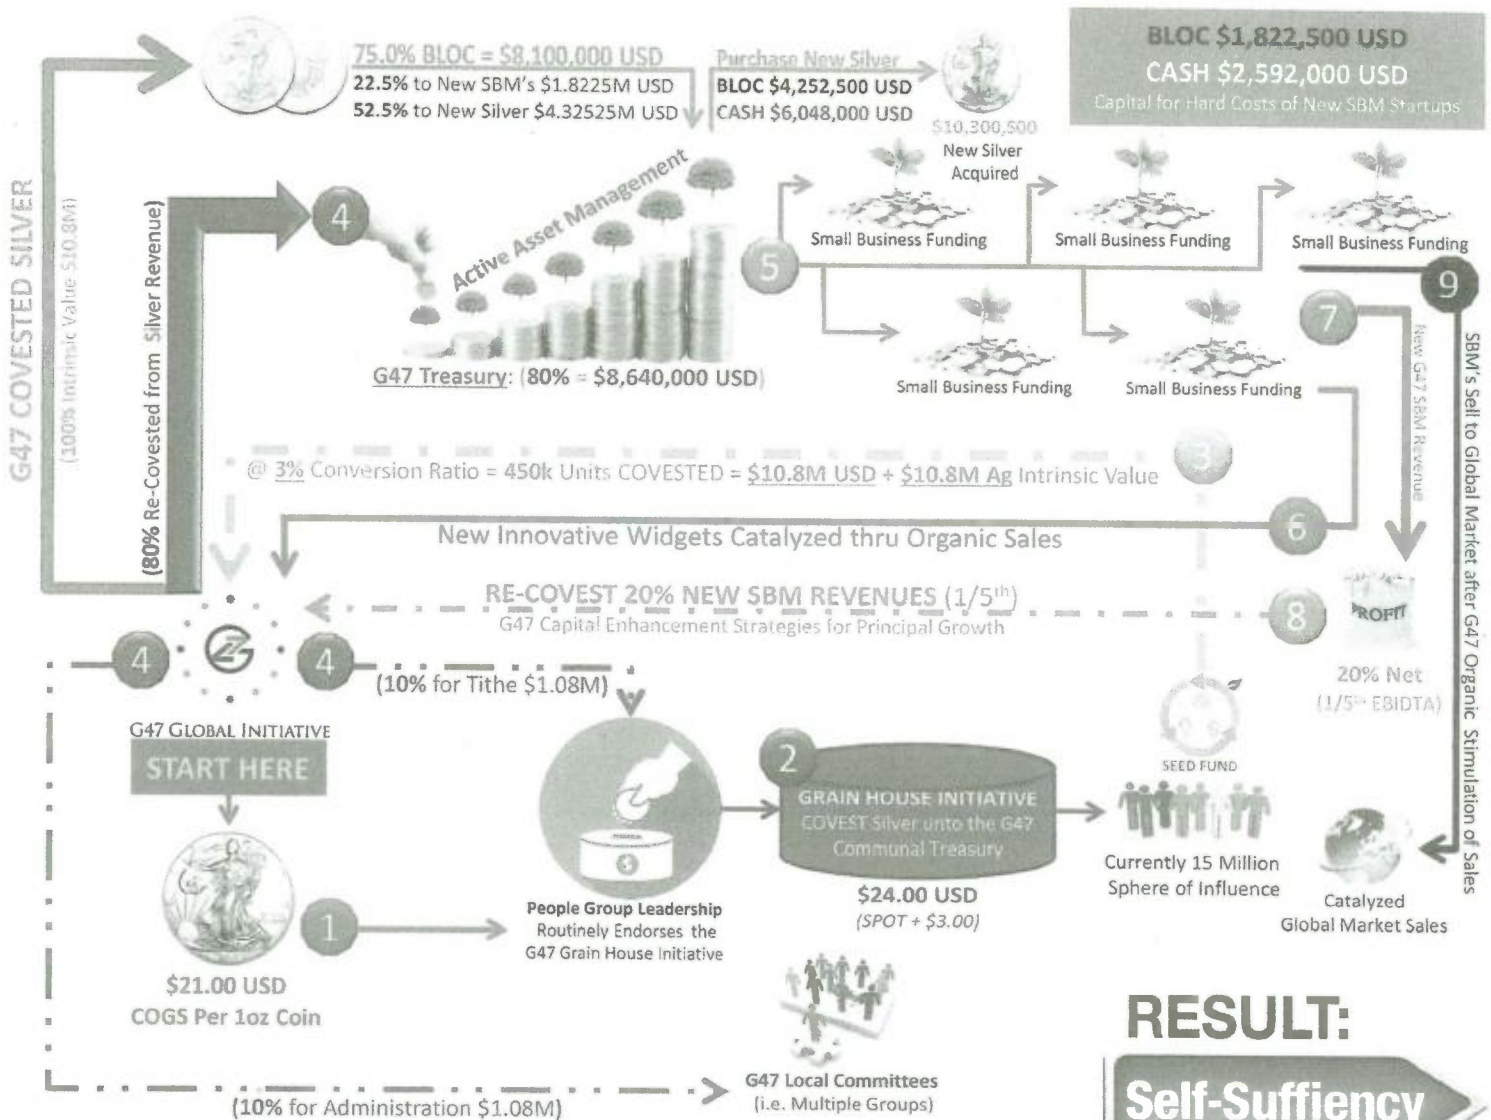 75.0% BLOC = $8,100,000 USD
22.5% to New SBM's $1.8225M USD
52.5% to New Silver $4.32525M USD
Purchase New Silver
BLOC $4,252,500 USD
CASH $6,048,000 USD
$10,300,500
New Silver
Acquired
BLOC $1,822,500 USD
CASH $2,592,000 USD
Capital for Hard Costs of New SBM Startups
G47 COVESTED SILVER
(100% Intrinsic Value $10.8M)
(80% Re-Covested from Silver Revenue)
4
Active Asset Management
G47 Treasury: (80% = $8,640,000 USD)
5
Small Business Funding
Small Business Funding
Small Business Funding
Small Business Funding
Small Business Funding
9
7
New G47 SBM Revenue
SBM's Sell to Global Market after G47 Organic Stimulation of Sales
3
@ 3% Conversion Ratio = 450k Units COVESTED = $10.8M USD + $10.8M Ag Intrinsic Value
6
New Innovative Widgets Catalyzed thru Organic Sales
RE-COVEST 20% NEW SBM REVENUES (1/5th)
G47 Capital Enhancement Strategies for Principal Growth
8
PROFIT
20% Net
(1/5th EBIDTA)
4
4
(10% for Tithe $1.08M)
G47 GLOBAL INITIATIVE
START HERE
$21.00 USD
COGS Per 1oz Coin
1
People Group Leadership
Routinely Endorses the
G47 Grain House Initiative
2
GRAIN HOUSE INITIATIVE
COVEST Silver unto the G47
Communal Treasury
$24.00 USD
(SPOT + $3.00)
SEED FUND
Currently 15 Million
Sphere of Influence
Catalyzed
Global Market Sales
G47 Local Committees
(i.e. Multiple Groups)
(10% for Administration $1.08M)
RESULT:
Self-Suffiency